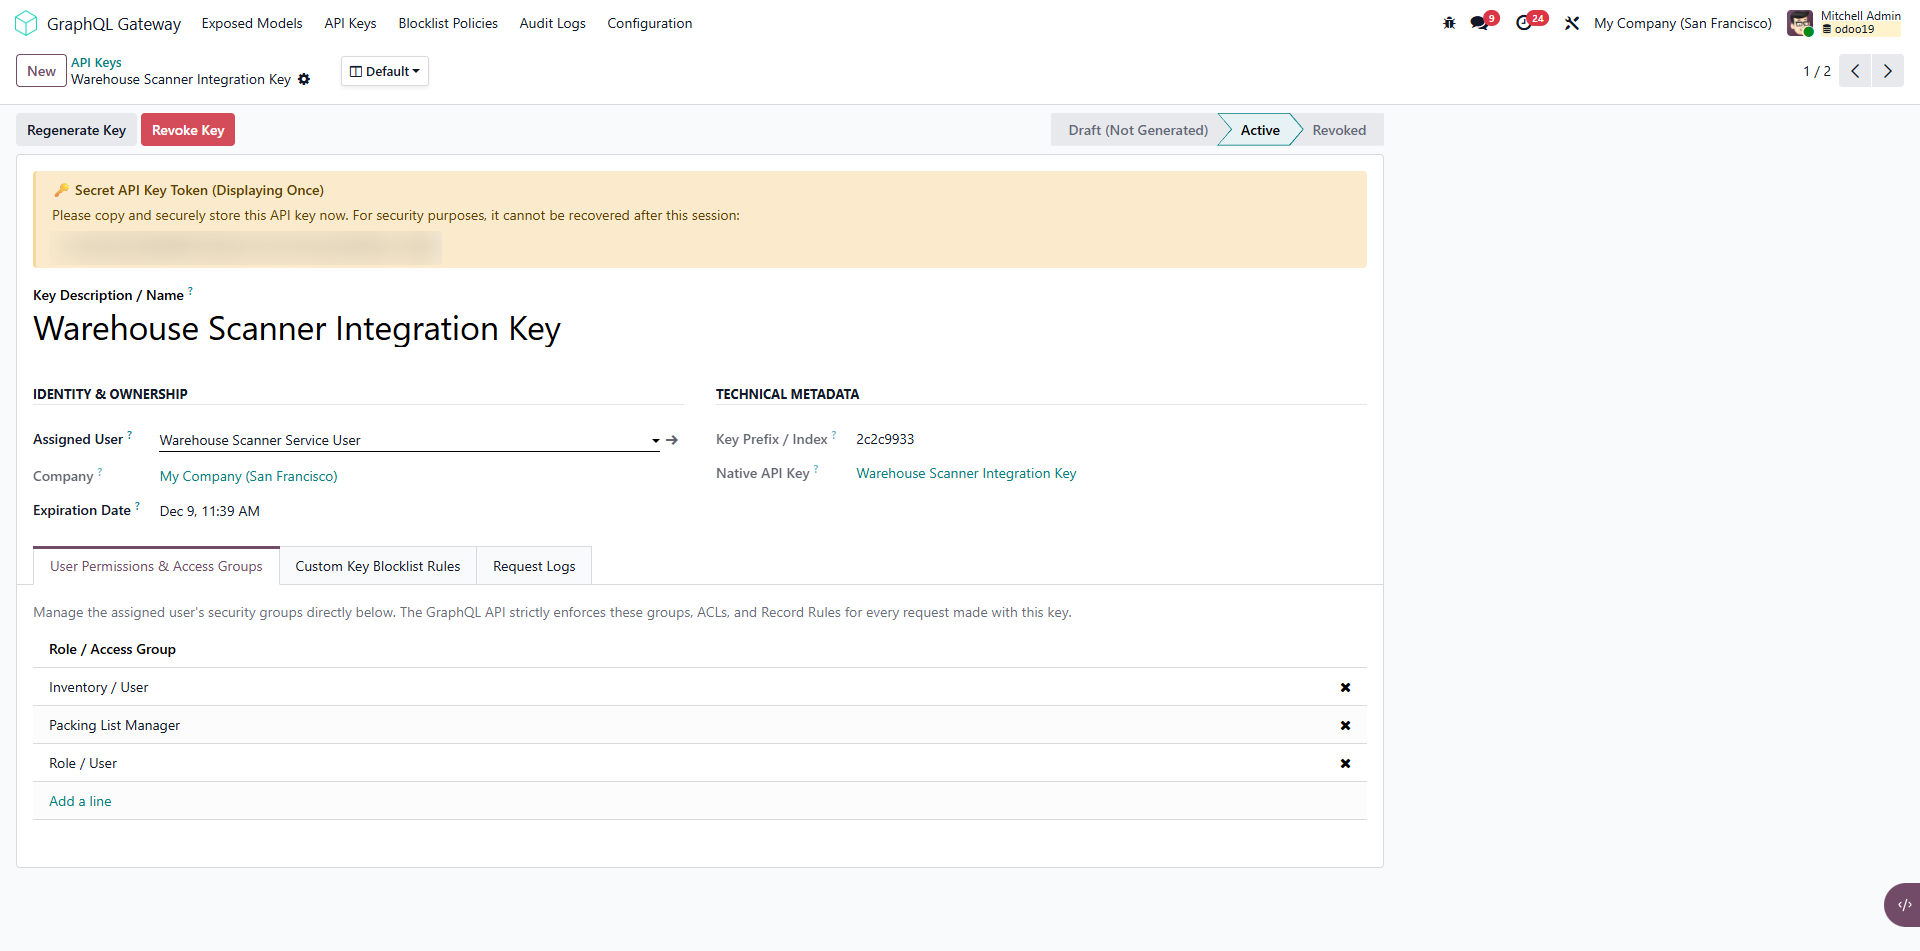 GraphQL Gateway Exposed Models API Keys Blocklist Policies Audit Logs Configuration 9 24 My Company (San Francisco) Mitchell Admin
odoo19
New API Keys
Warehouse Scanner Integration Key
Default
1 / 2
Regenerate Key Revoke Key Draft (Not Generated) Active Revoked
Secret API Key Token (Displaying Once)
Please copy and securely store this API key now. For security purposes, it cannot be recovered after this session:
Key Description / Name ?
Warehouse Scanner Integration Key
IDENTITY & OWNERSHIP
Assigned User ? Warehouse Scanner Service User
Company ? My Company (San Francisco)
Expiration Date ? Dec 9, 11:39 AM
TECHNICAL METADATA
Key Prefix / Index ? 2c2c9933
Native API Key ? Warehouse Scanner Integration Key
User Permissions & Access Groups Custom Key Blocklist Rules Request Logs
Manage the assigned user's security groups directly below. The GraphQL API strictly enforces these groups, ACLs, and Record Rules for every request made with this key.
Role / Access Group
Inventory / User
Packing List Manager
Role / User
Add a line